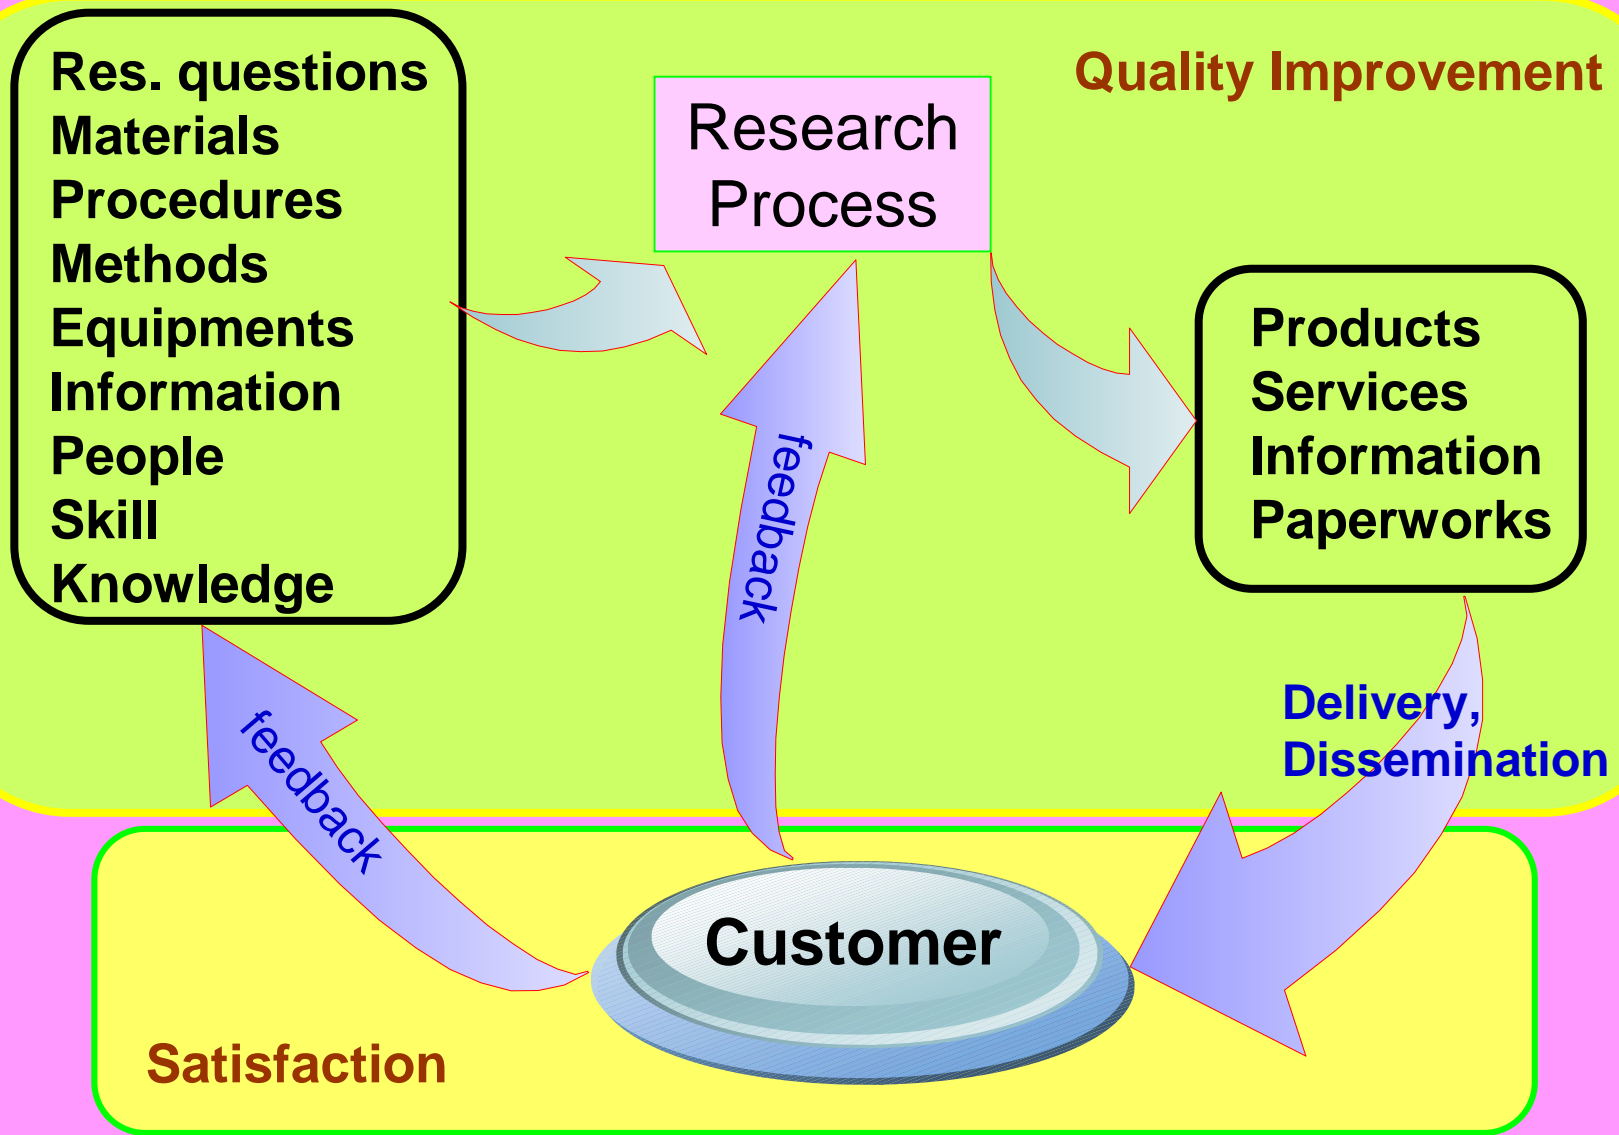 Res. questions
Materials
Procedures
Methods
Equipments
Information
People
Skill
Knowledge
Research
Process
Quality Improvement
Products
Services
Information
Paperworks
feedback
feedback
Delivery,
Dissemination
Customer
Satisfaction